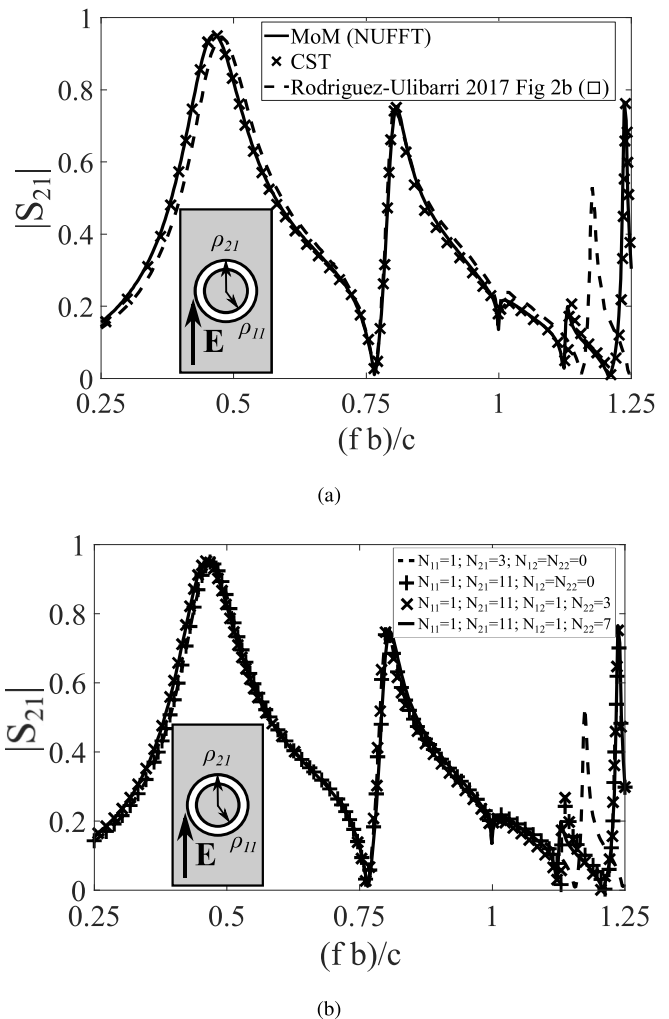 1
0.8
0.6
0.4
0.2
0
|S21|
MoM (NUFFT)
CST
Rodriguez-Ulibarri 2017 Fig 2b (□)
ρ21
ρ11
E
0.25 0.5 0.75 1 1.25
(f b)/c
(a)
1
0.8
0.6
0.4
0.2
0
|S21|
N11=1; N21=3; N12=N22=0
N11=1; N21=11; N12=N22=0
N11=1; N21=11; N12=1; N22=3
N11=1; N21=11; N12=1; N22=7
ρ21
ρ11
E
0.25 0.5 0.75 1 1.25
(f b)/c
(b)